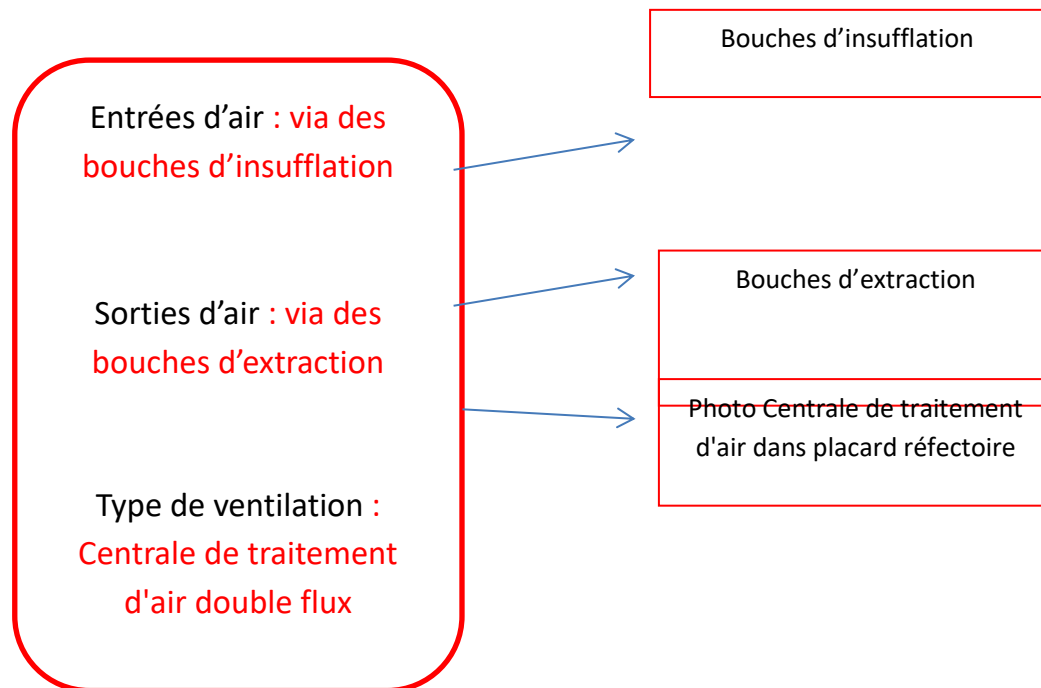 Entrées d’air : via des
bouches d’insufflation
Sorties d’air : via des
bouches d’extraction
Type de ventilation :
Centrale de traitement
d'air double flux
Bouches d’insufflation
Bouches d’extraction
Photo Centrale de traitement
d'air dans placard réfectoire